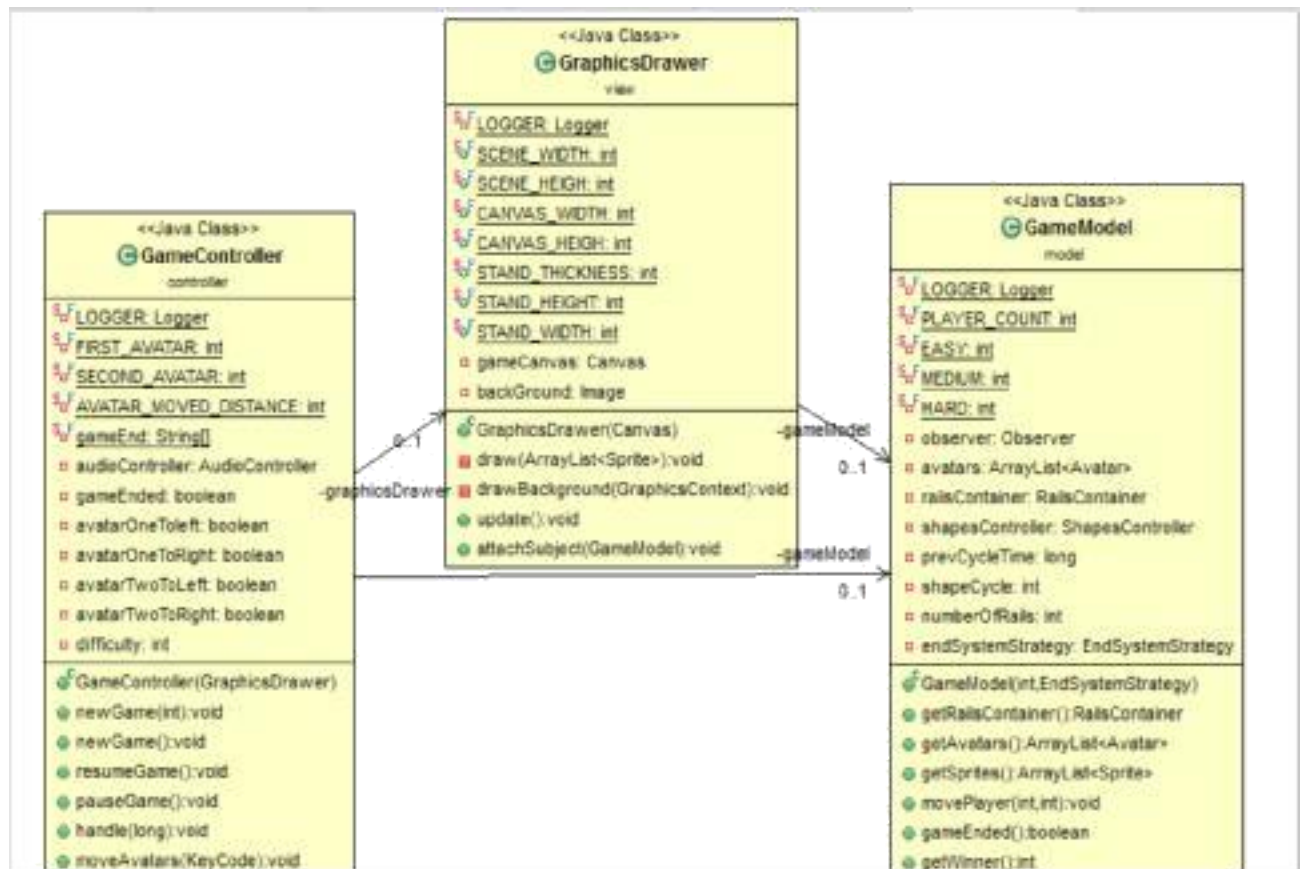 <<Java Class>>
GraphicsDrawer
view
LOGGER: Logger
SCENE_WIDTH: int
SCENE_HEIGH: int
CANVAS_WIDTH: int
CANVAS_HEIGH: int
STAND_THICKNESS: int
STAND_HEIGHT: int
STAND_WIDTH: int
gameCanvas: Canvas
backGround: Image
GraphicsDrawer(Canvas)
draw(ArrayList<Sprite>):void
drawBackground(GraphicsContext):void
update():void
attachSubject(GameModel):void
<<Java Class>>
GameController
controller
LOGGER: Logger
FIRST_AVATAR: int
SECOND_AVATAR: int
AVATAR_MOVED_DISTANCE: int
gameEnd: String[]
audioController: AudioController
gameEnded: boolean
avatarOneToleft: boolean
avatarOneToRight: boolean
avatarTwoToLeft: boolean
avatarTwoToRight: boolean
difficulty: int
GameController(GraphicsDrawer)
newGame(int):void
newGame():void
resumeGame():void
pauseGame():void
handle(long):void
moveAvatars(KeyCode):void
0..1
-graphicsDrawer
-gameModel
0..1
-gameModel
0..1
<<Java Class>>
GameModel
model
LOGGER: Logger
PLAYER_COUNT: int
EASY: int
MEDIUM: int
HARD: int
observer: Observer
avatars: ArrayList<Avatar>
railsContainer: RailsContainer
shapesController: ShapesController
prevCycleTime: long
shapeCycle: int
numberOfRails: int
endSystemStrategy: EndSystemStrategy
GameModel(int,EndSystemStrategy)
getRailsContainer():RailsContainer
getAvatars():ArrayList<Avatar>
getSprites():ArrayList<Sprite>
movePlayer(int,int):void
gameEnded():boolean
getWinner():int